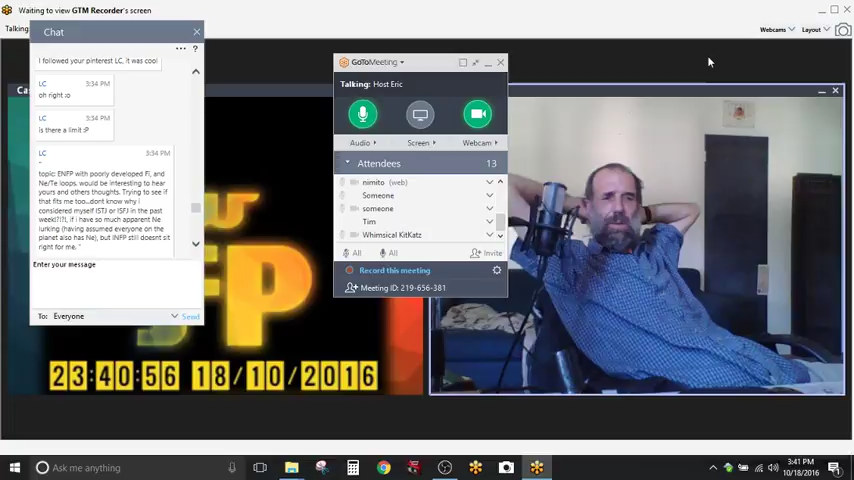 Waiting to view GTM Recorder's screen
Talking:
Webcams
Layout
Chat
?
I followed your pinterest LC, it was cool
LC 3:34 PM
oh right :o
LC 3:34 PM
is there a limit :P
LC 3:34 PM
"
topic: ENFP with poorly developed Fi, and
Ne/Te loops. would be interesting to hear
yours and others thoughts. Trying to see if
that fits me too..dont know why i
considered myself ISTJ or ISFJ in the past
week!?!?!, if i have so much apparent Ne
lurking (having assumed everyone on the
planet also has Ne), but INFP still doesnt sit
right for me. "
Enter your message
To: Everyone
Send
GoToMeeting
Talking: Host Eric
Audio
Screen
Webcam
Attendees 13
nimito (web)
Someone
someone
Tim
Whimsical KitKatz
All
All
Invite
Record this meeting
Meeting ID: 219-656-381
FP
23:40:56 18/10/2016
Ask me anything
3:41 PM
10/18/2016